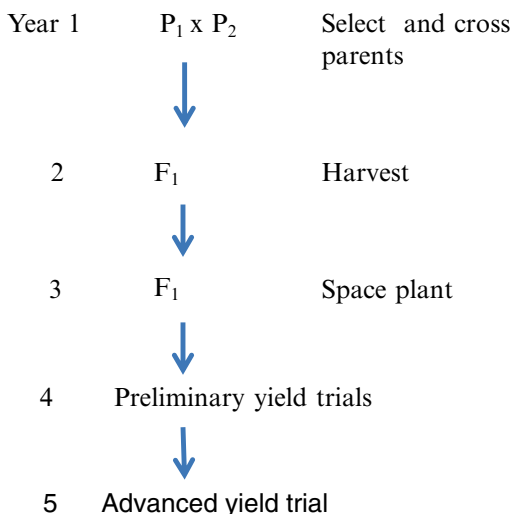 Year 1 P₁ x P₂ Select and cross
parents
2 F₁ Harvest
3 F₁ Space plant
4 Preliminary yield trials
5 Advanced yield trial